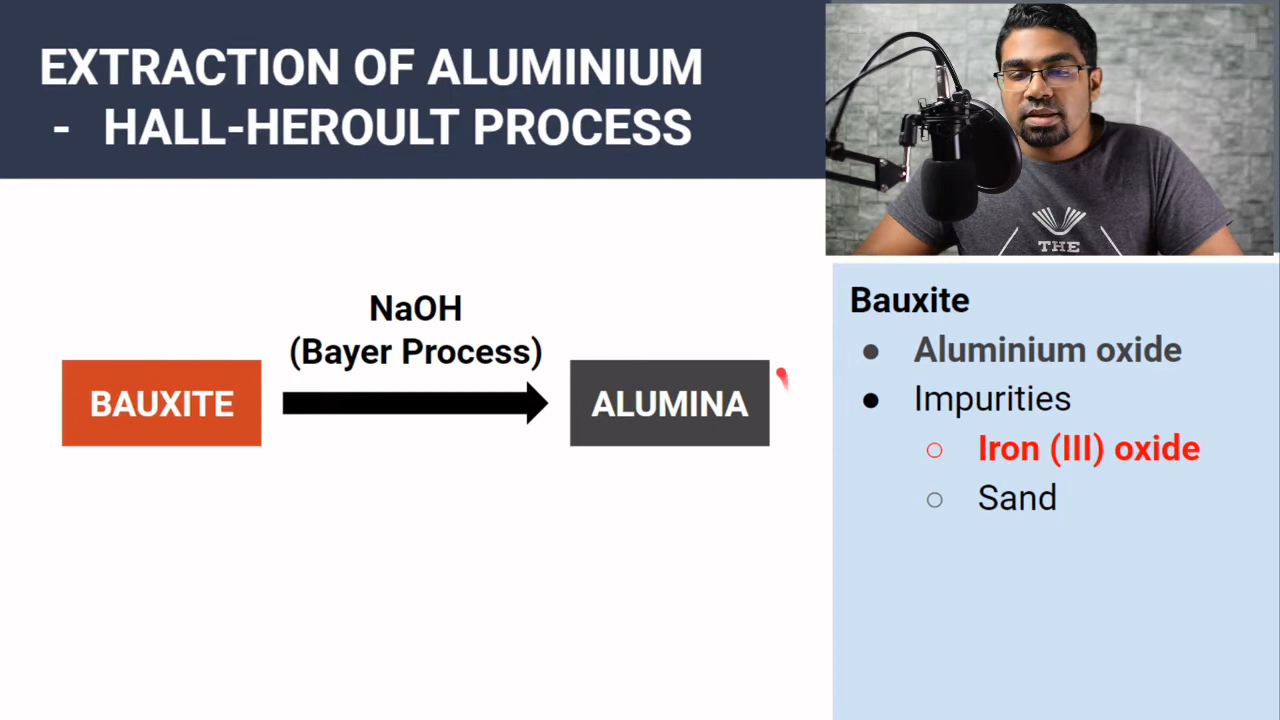 EXTRACTION OF ALUMINIUM
- HALL-HEROULT PROCESS
THE
NaOH
(Bayer Process)
BAUXITE
ALUMINA
Bauxite
● Aluminium oxide
● Impurities
○ Iron (III) oxide
○ Sand